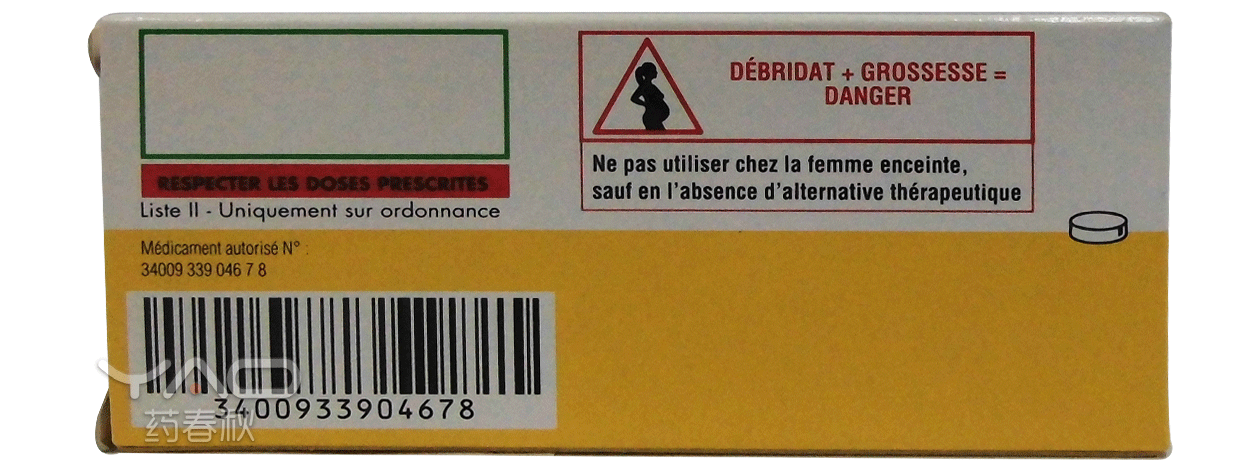 DÉBRIDAT + GROSSESSE =
DANGER
Ne pas utiliser chez la femme enceinte,
sauf en l'absence d'alternative thérapeutique
RESPECTER LES DOSES PRESCRITES
Liste II - Uniquement sur ordonnance
Médicament autorisé N° :
34009 339 046 7 8
3400933904678
YAO
药春秋